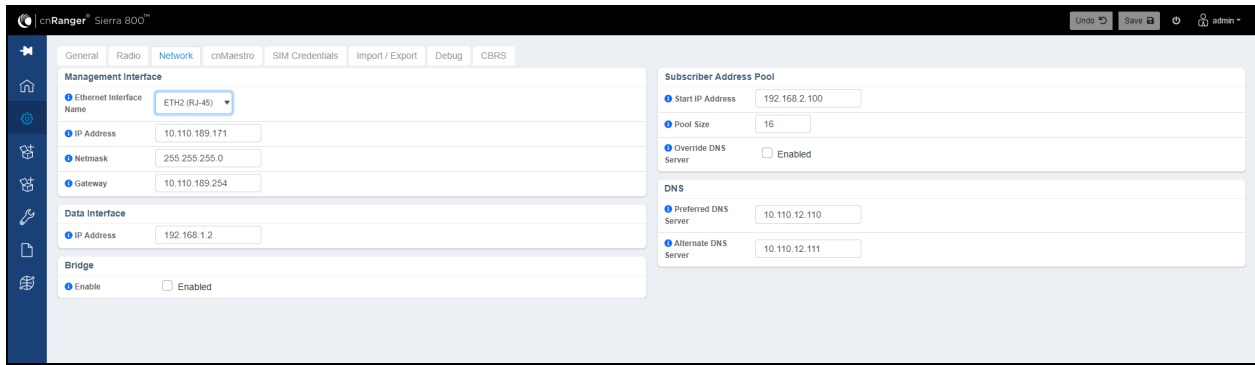 cnRanger® Sierra 800™
Undo Save admin
General Radio Network cnMaestro SIM Credentials Import / Export Debug CBRS
Management Interface
Ethernet Interface
Name
ETH2 (RJ-45)
IP Address 10.110.189.171
Netmask 255.255.255.0
Gateway 10.110.189.254
Data Interface
IP Address 192.168.1.2
Bridge
Enable Enabled
Subscriber Address Pool
Start IP Address 192.168.2.100
Pool Size 16
Override DNS
Server
Enabled
DNS
Preferred DNS
Server
10.110.12.110
Alternate DNS
Server
10.110.12.111